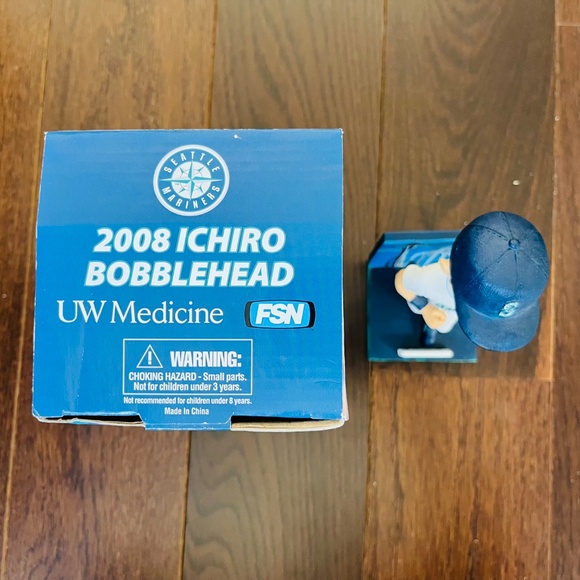 SEATTLE
MARINERS
2008 ICHIRO
BOBBLEHEAD
UW Medicine FSN
WARNING:
CHOKING HAZARD - Small parts.
Not for children under 3 years.
Not recommended for children under 8 years.
Made in China